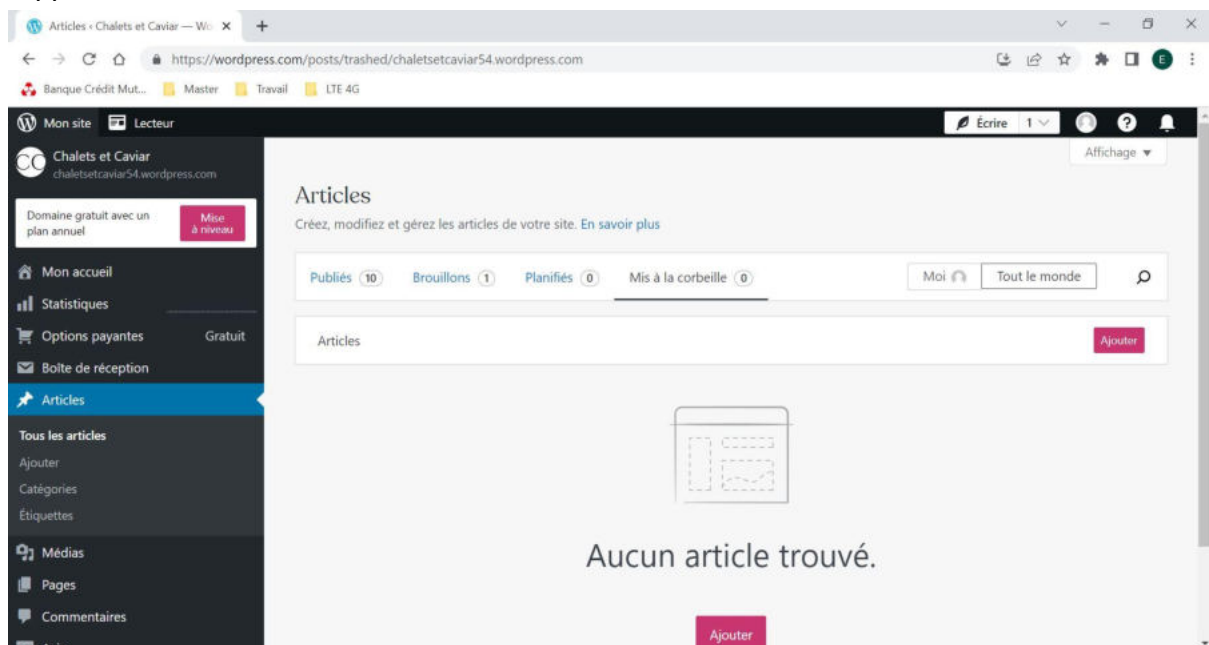 Articles ‹ Chalets et Caviar — Wo
https://wordpress.com/posts/trashed/chaletsetcaviar54.wordpress.com
E
Banque Crédit Mut...
Master
Travail
LTE 4G
Mon site
Lecteur
Écrire
1
CC
Chalets et Caviar
chaletsetcaviar54.wordpress.com
Affichage
Domaine gratuit avec un
plan annuel
Mise
à niveau
Articles
Créez, modifiez et gérez les articles de votre site. En savoir plus
Publiés 10
Brouillons 1
Planifiés 0
Mis à la corbeille 0
Moi
Tout le monde
Mon accueil
Statistiques
Options payantes
Gratuit
Boîte de réception
Articles
Tous les articles
Ajouter
Catégories
Étiquettes
Médias
Pages
Commentaires
Articles
Ajouter
Aucun article trouvé.
Ajouter